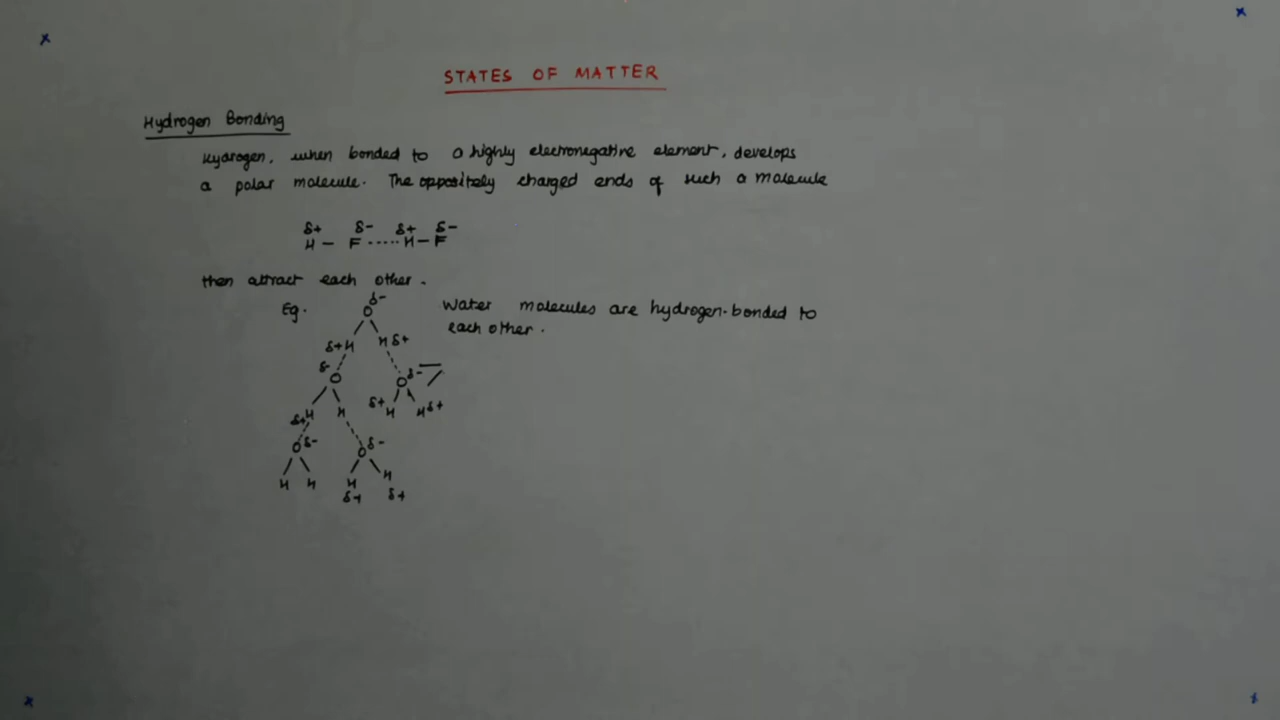 STATES OF MATTER
Hydrogen Bonding
Hydrogen, when bonded to a highly electronegative element, develops
a polar molecule. The oppositely charged ends of such a molecule
δ+ δ- δ+ δ-
H - F ..... H - F
then attract each other.
Eg. Water molecules are hydrogen-bonded to
each other.
δ-
O
δ+ H H δ+
δ-
O O δ-
δ+ H H δ+ H H δ+
O δ- O δ-
H H H H
δ+ δ+